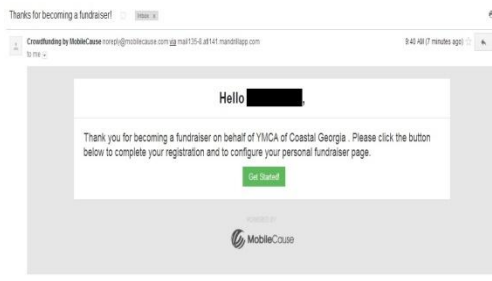 Thanks for becoming a fundraiser! Inbox x
Crowdfunding by MobileCause noreply@mobilecause.com via mail135-8.atl141.mandrillapp.com 9:40 AM (7 minutes ago)
to me
Hello ,
Thank you for becoming a fundraiser on behalf of YMCA of Coastal Georgia . Please click the button
below to complete your registration and to configure your personal fundraiser page.
Get Started!
POWERED BY
MobileCause